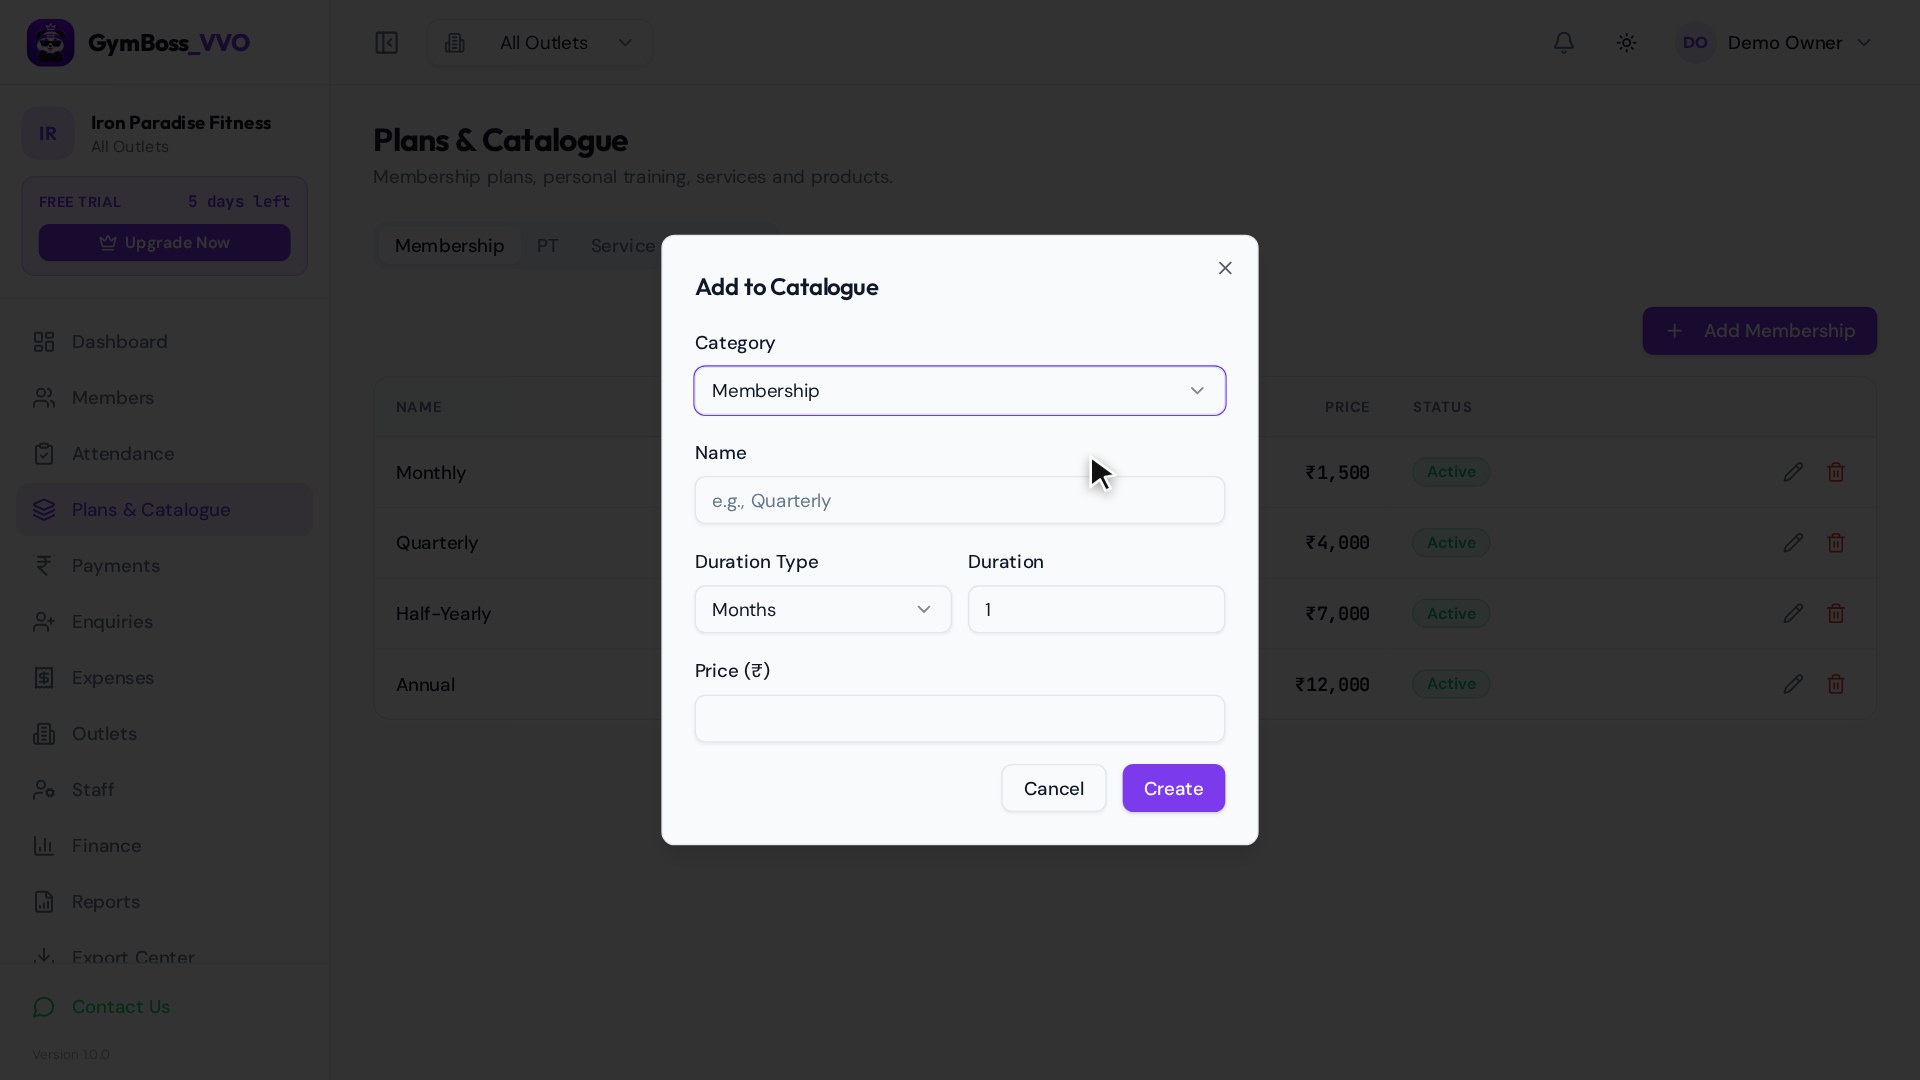 GymBoss_VVO
All Outlets
DO Demo Owner
IR
Iron Paradise Fitness
All Outlets
FREE TRIAL 5 days left
Upgrade Now
Dashboard
Members
Attendance
Plans & Catalogue
Payments
Enquiries
Expenses
Outlets
Staff
Finance
Reports
Export Center
Contact Us
Version 1.0.0
Plans & Catalogue
Membership plans, personal training, services and products.
Membership PT Service
Add Membership
NAME PRICE STATUS
Monthly ₹1,500 Active
Quarterly ₹4,000 Active
Half-Yearly ₹7,000 Active
Annual ₹12,000 Active
Add to Catalogue
Category
Membership
Name
e.g., Quarterly
Duration Type Duration
Months 1
Price (₹)
Cancel Create